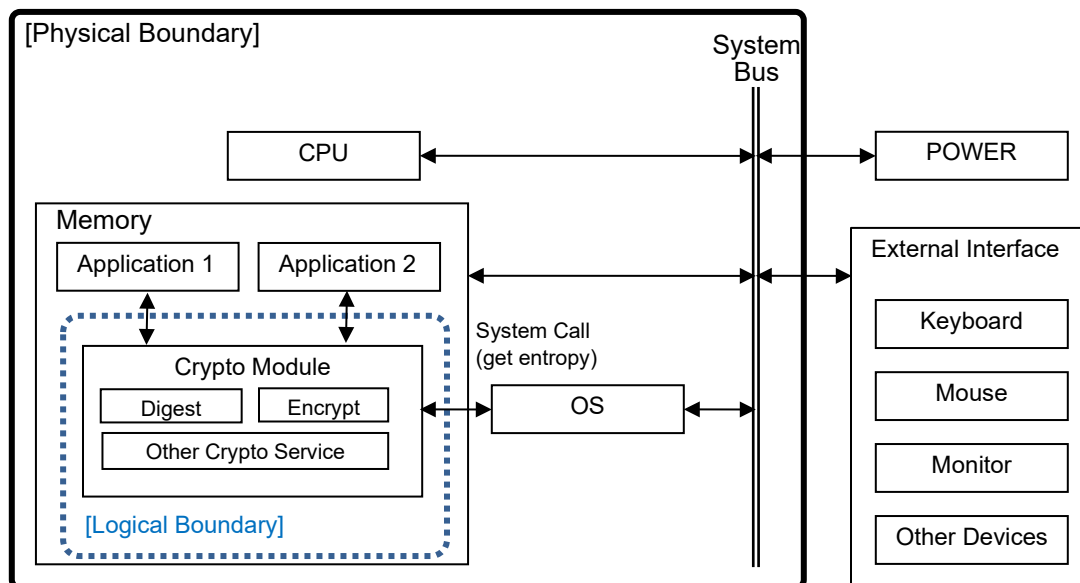 [Physical Boundary]
System
Bus
CPU
POWER
Memory
Application 1
Application 2
External Interface
System Call
(get entropy)
Keyboard
Crypto Module
Digest
Encrypt
OS
Mouse
Other Crypto Service
Monitor
[Logical Boundary]
Other Devices